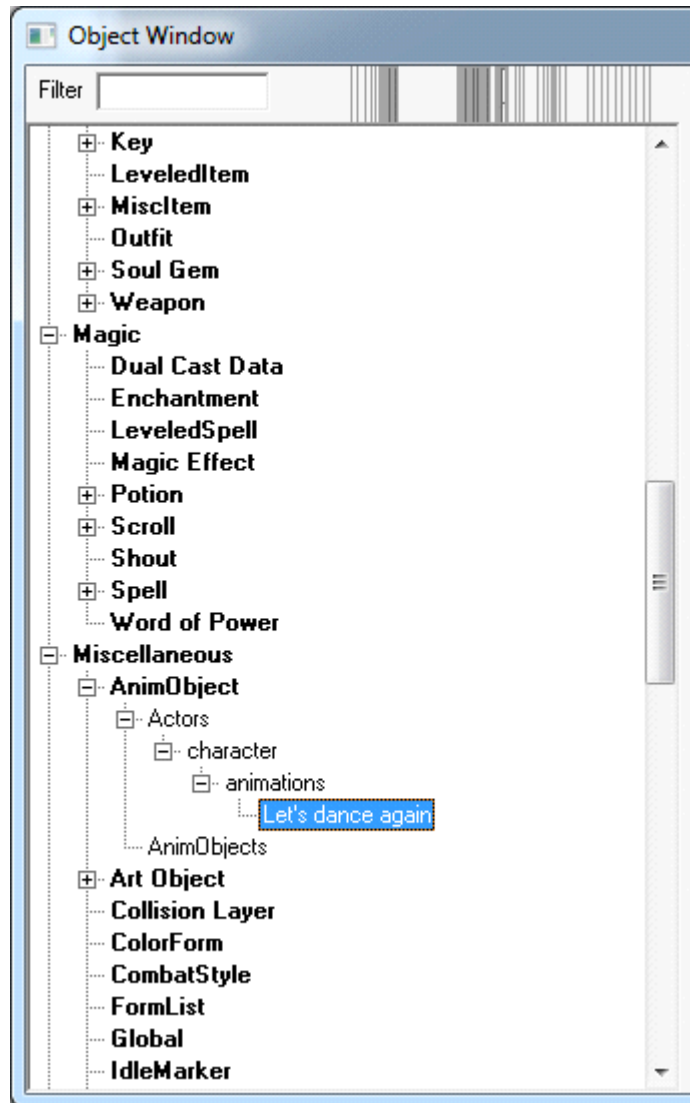 Object Window
Filter
Key
LeveledItem
MiscItem
Outfit
Soul Gem
Weapon
Magic
Dual Cast Data
Enchantment
LeveledSpell
Magic Effect
Potion
Scroll
Shout
Spell
Word of Power
Miscellaneous
AnimObject
Actors
character
animations
Let's dance again
AnimObjects
Art Object
Collision Layer
ColorForm
CombatStyle
FormList
Global
IdleMarker